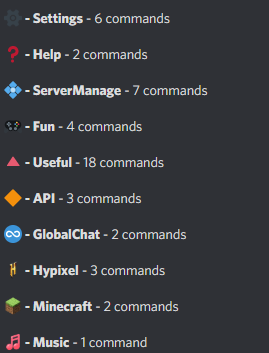 - Settings - 6 commands
- Help - 2 commands
- ServerManage - 7 commands
- Fun - 4 commands
- Useful - 18 commands
- API - 3 commands
- GlobalChat - 2 commands
- Hypixel - 3 commands
- Minecraft - 2 commands
- Music - 1 command